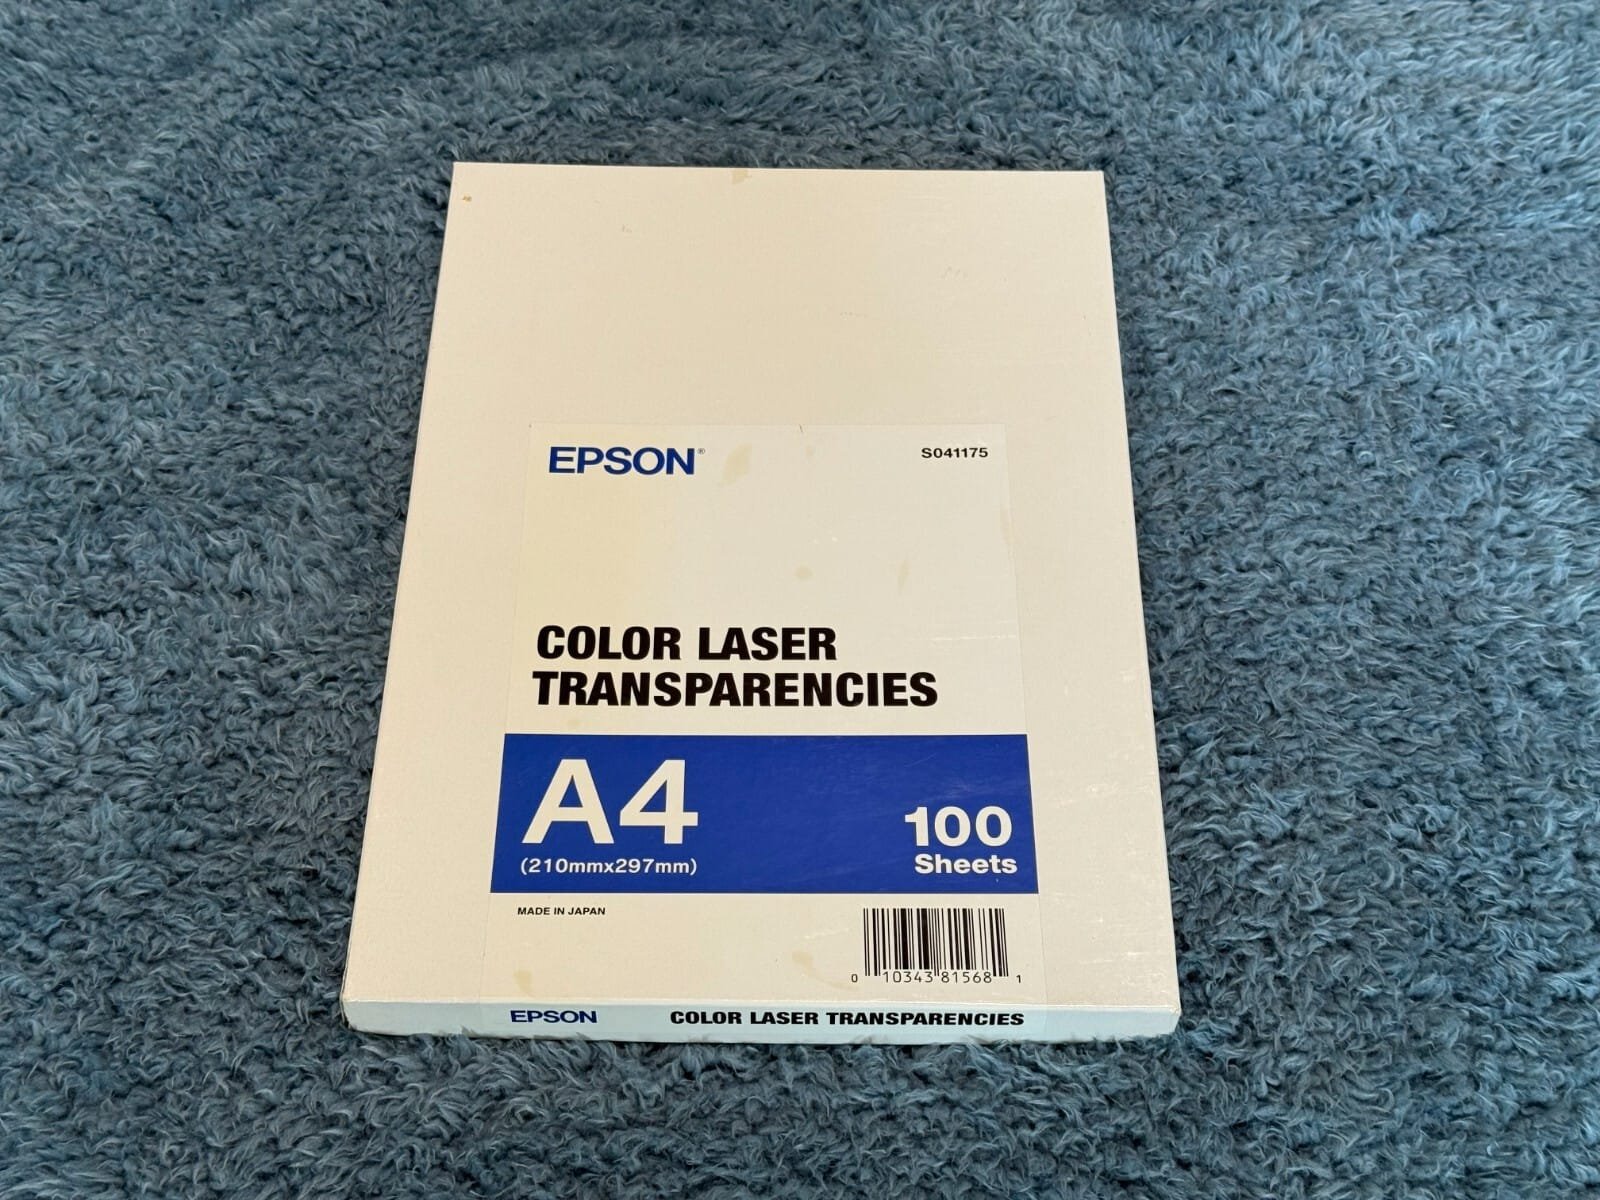 EPSON®
S041175
COLOR LASER
TRANSPARENCIES
A4
(210mmx297mm)
100
Sheets
MADE IN JAPAN
0 10343 81568 1
EPSON COLOR LASER TRANSPARENCIES